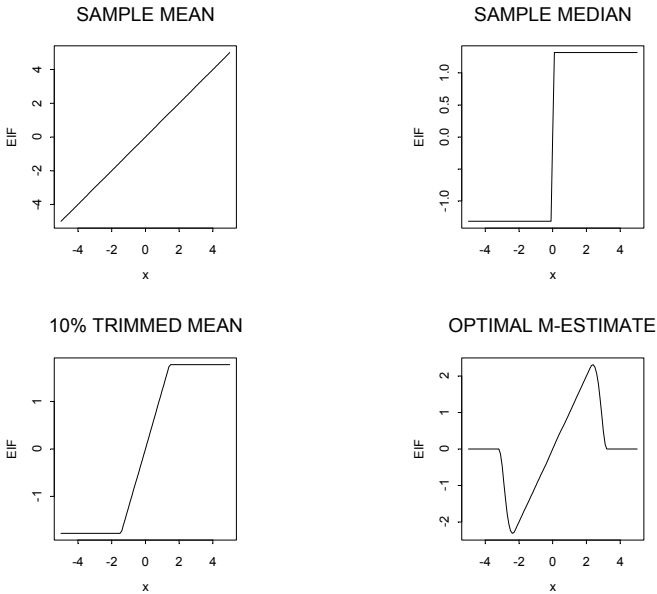 SAMPLE MEAN
EIF
4
2
0
-2
-4
-4 -2 0 2 4
x
SAMPLE MEDIAN
EIF
1.0
0.5
0.0
-1.0
-4 -2 0 2 4
x
10% TRIMMED MEAN
EIF
1
0
-1
-4 -2 0 2 4
x
OPTIMAL M-ESTIMATE
EIF
2
1
0
-1
-2
-4 -2 0 2 4
x